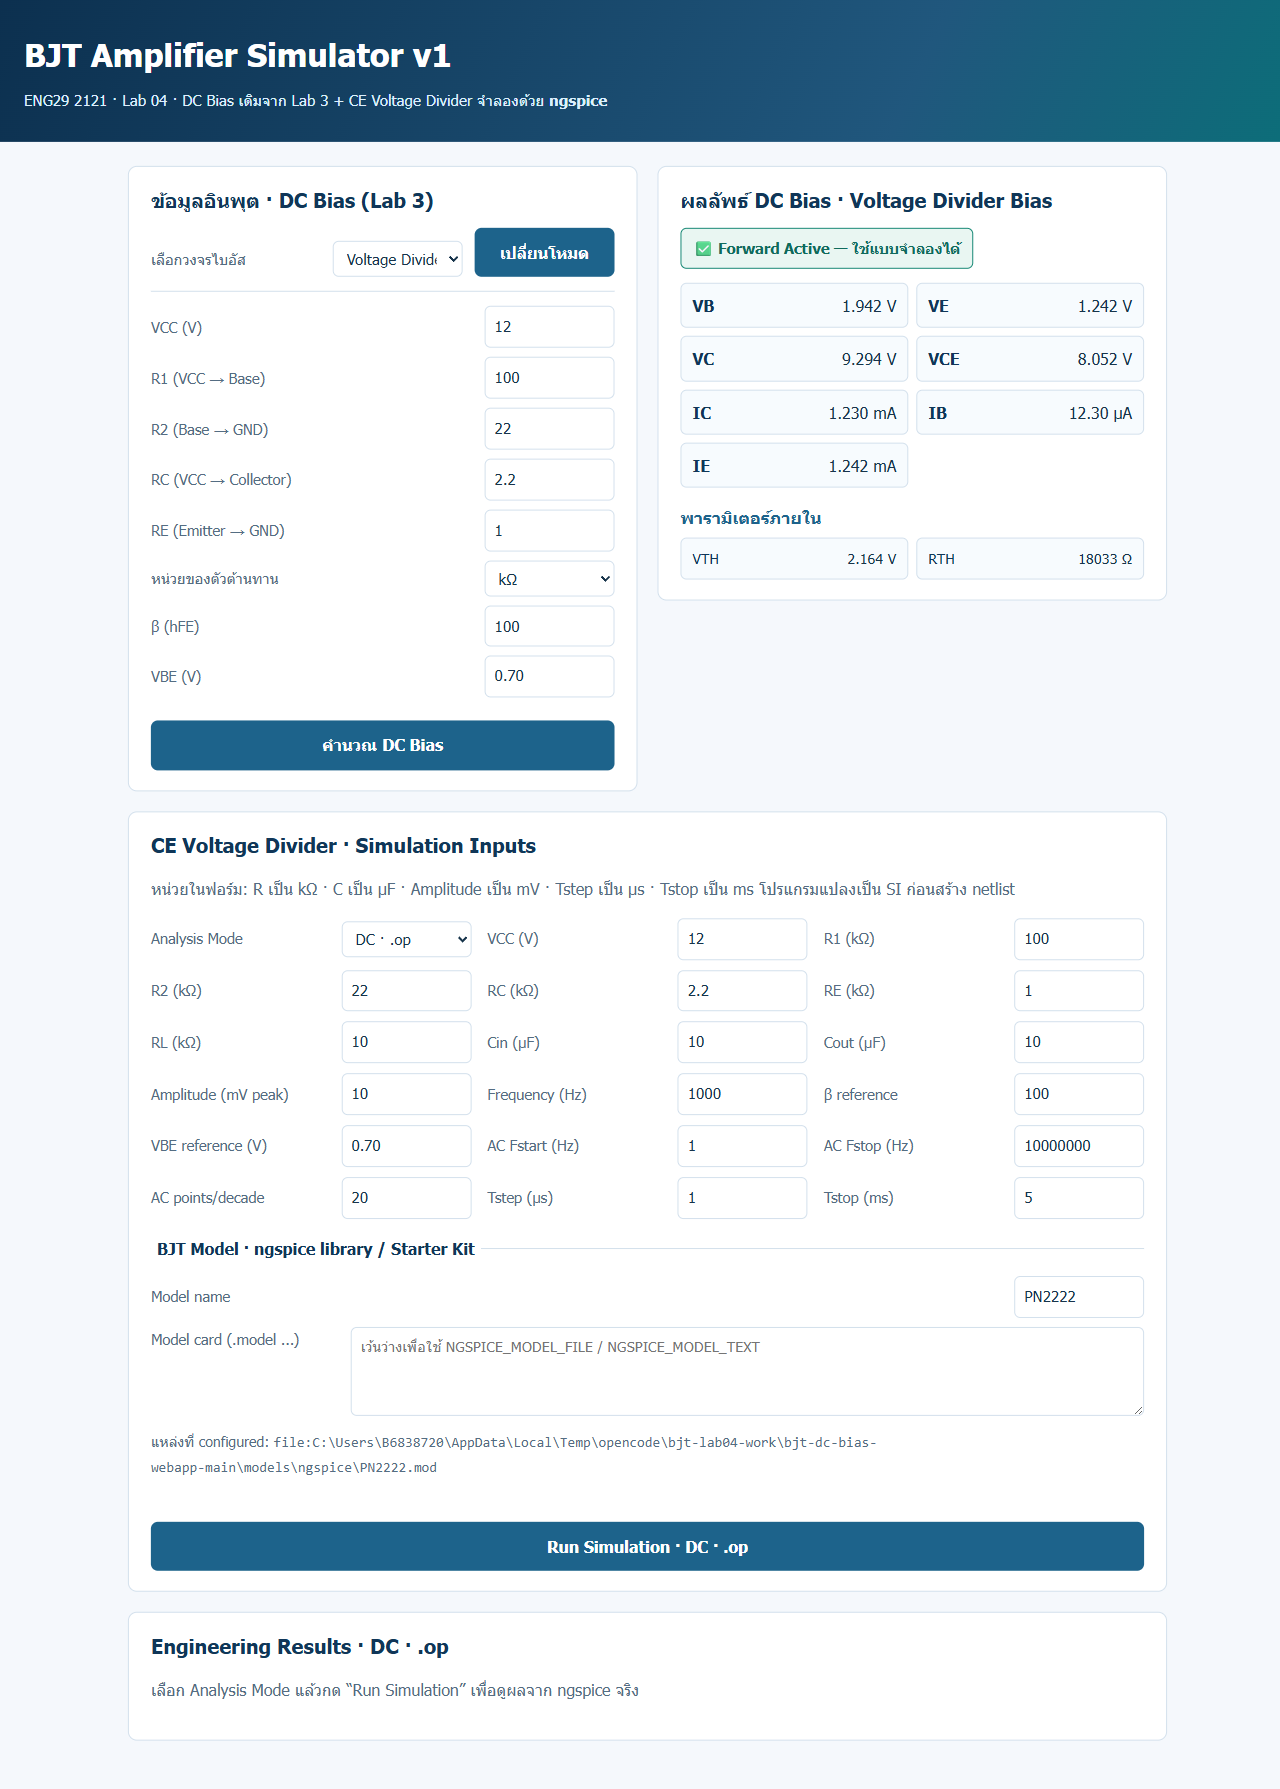 BJT Amplifier Simulator v1
ENG29 2121 · Lab 04 · DC Bias เดิมจาก Lab 3 + CE Voltage Divider จำลองด้วย ngspice
ข้อมูลอินพุต · DC Bias (Lab 3)
เลือกวงจรไบอัส
Voltage Divide
เปลี่ยนโหมด
VCC (V)
12
R1 (VCC → Base)
100
R2 (Base → GND)
22
RC (VCC → Collector)
2.2
RE (Emitter → GND)
1
หน่วยของตัวต้านทาน
kΩ
β (hFE)
100
VBE (V)
0.70
คำนวณ DC Bias
ผลลัพธ์ DC Bias · Voltage Divider Bias
✅ Forward Active — ใช้แบบจำลองได้
VB 1.942 V
VE 1.242 V
VC 9.294 V
VCE 8.052 V
IC 1.230 mA
IB 12.30 µA
IE 1.242 mA
พารามิเตอร์ภายใน
VTH 2.164 V
RTH 18033 Ω
CE Voltage Divider · Simulation Inputs
หน่วยในฟอร์ม: R เป็น kΩ · C เป็น µF · Amplitude เป็น mV · Tstep เป็น µs · Tstop เป็น ms โปรแกรมแปลงเป็น SI ก่อนสร้าง netlist
Analysis Mode DC · .op VCC (V) 12 R1 (kΩ) 100
R2 (kΩ) 22 RC (kΩ) 2.2 RE (kΩ) 1
RL (kΩ) 10 Cin (µF) 10 Cout (µF) 10
Amplitude (mV peak) 10 Frequency (Hz) 1000 β reference 100
VBE reference (V) 0.70 AC Fstart (Hz) 1 AC Fstop (Hz) 10000000
AC points/decade 20 Tstep (µs) 1 Tstop (ms) 5
BJT Model · ngspice library / Starter Kit
Model name PN2222
Model card (.model ...)
เว้นว่างเพื่อใช้ NGSPICE_MODEL_FILE / NGSPICE_MODEL_TEXT
แหล่งที่ configured: file:C:\Users\B6838720\AppData\Local\Temp\opencode\bjt-lab04-work\bjt-dc-bias-
webapp-main\models\ngspice\PN2222.mod
Run Simulation · DC · .op
Engineering Results · DC · .op
เลือก Analysis Mode แล้วกด “Run Simulation” เพื่อดูผลจาก ngspice จริง